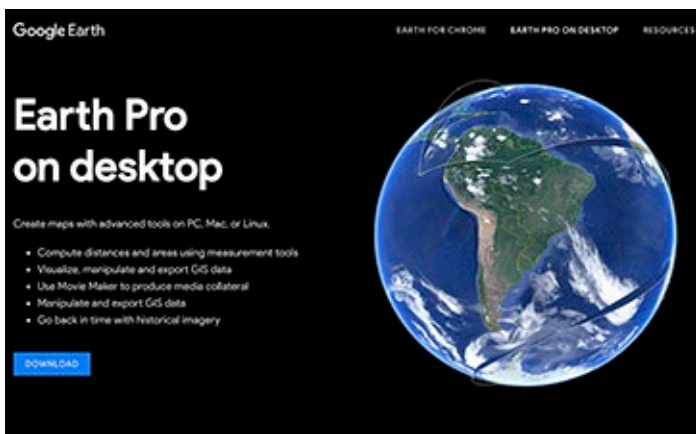 Google Earth
EARTH FOR CHROME EARTH PRO ON DESKTOP RESOURCES
Earth Pro
on desktop
Create maps with advanced tools on PC, Mac, or Linux.
Compute distances and areas using measurement tools
Visualize, manipulate and export GIS data
Use Movie Maker to produce media collateral
Manipulate and export GIS data
Go back in time with historical imagery
DOWNLOAD